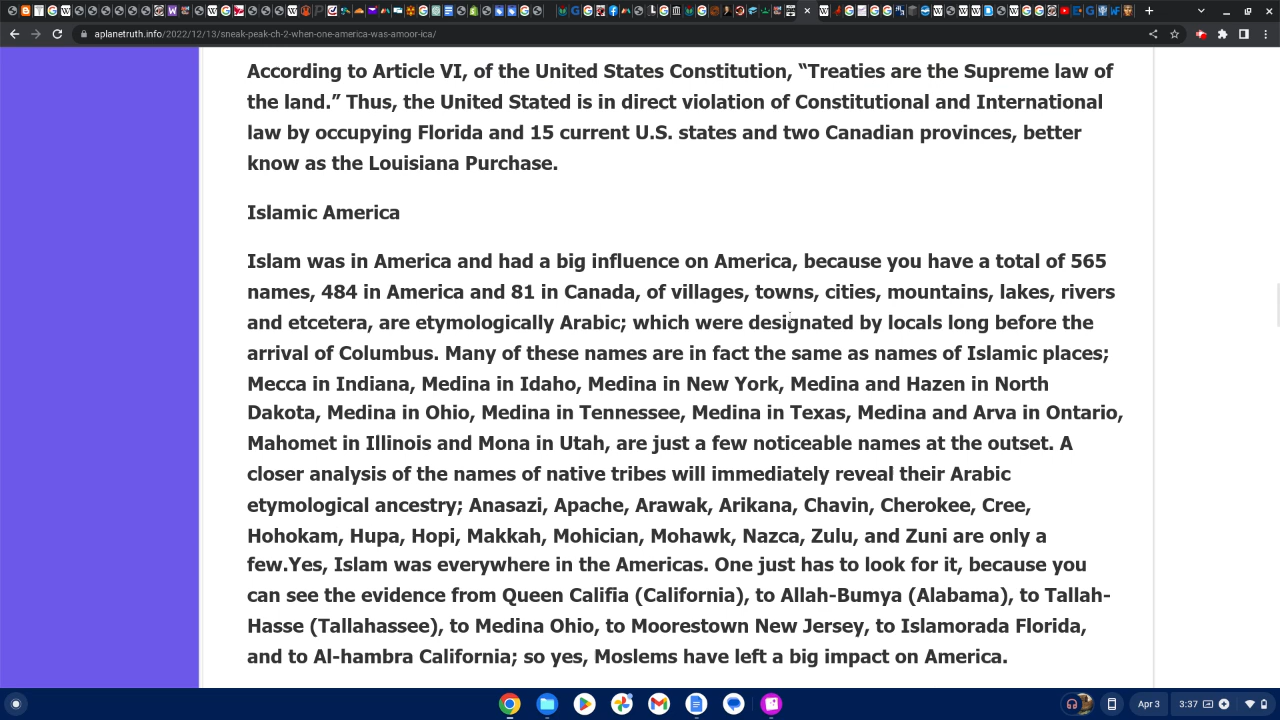 aplanetruth.info/2022/12/13/sneak-peak-ch-2-when-one-america-was-amoor-ica/
According to Article VI, of the United States Constitution, “Treaties are the Supreme law of
the land.” Thus, the United Stated is in direct violation of Constitutional and International
law by occupying Florida and 15 current U.S. states and two Canadian provinces, better
know as the Louisiana Purchase.
Islamic America
Islam was in America and had a big influence on America, because you have a total of 565
names, 484 in America and 81 in Canada, of villages, towns, cities, mountains, lakes, rivers
and etcetera, are etymologically Arabic; which were designated by locals long before the
arrival of Columbus. Many of these names are in fact the same as names of Islamic places;
Mecca in Indiana, Medina in Idaho, Medina in New York, Medina and Hazen in North
Dakota, Medina in Ohio, Medina in Tennessee, Medina in Texas, Medina and Arva in Ontario,
Mahomet in Illinois and Mona in Utah, are just a few noticeable names at the outset. A
closer analysis of the names of native tribes will immediately reveal their Arabic
etymological ancestry; Anasazi, Apache, Arawak, Arikana, Chavin, Cherokee, Cree,
Hohokam, Hupa, Hopi, Makkah, Mohician, Mohawk, Nazca, Zulu, and Zuni are only a
few.Yes, Islam was everywhere in the Americas. One just has to look for it, because you
can see the evidence from Queen Califia (California), to Allah-Bumya (Alabama), to Tallah-
Hasse (Tallahassee), to Medina Ohio, to Moorestown New Jersey, to Islamorada Florida,
and to Al-hambra California; so yes, Moslems have left a big impact on America.
Apr 3
3:37